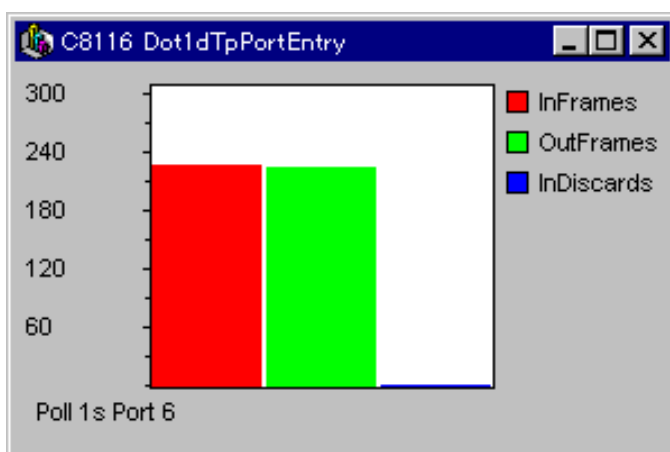 C8116 Dot1dTpPortEntry
300
240
180
120
60
InFrames
OutFrames
InDiscards
Poll 1s Port 6